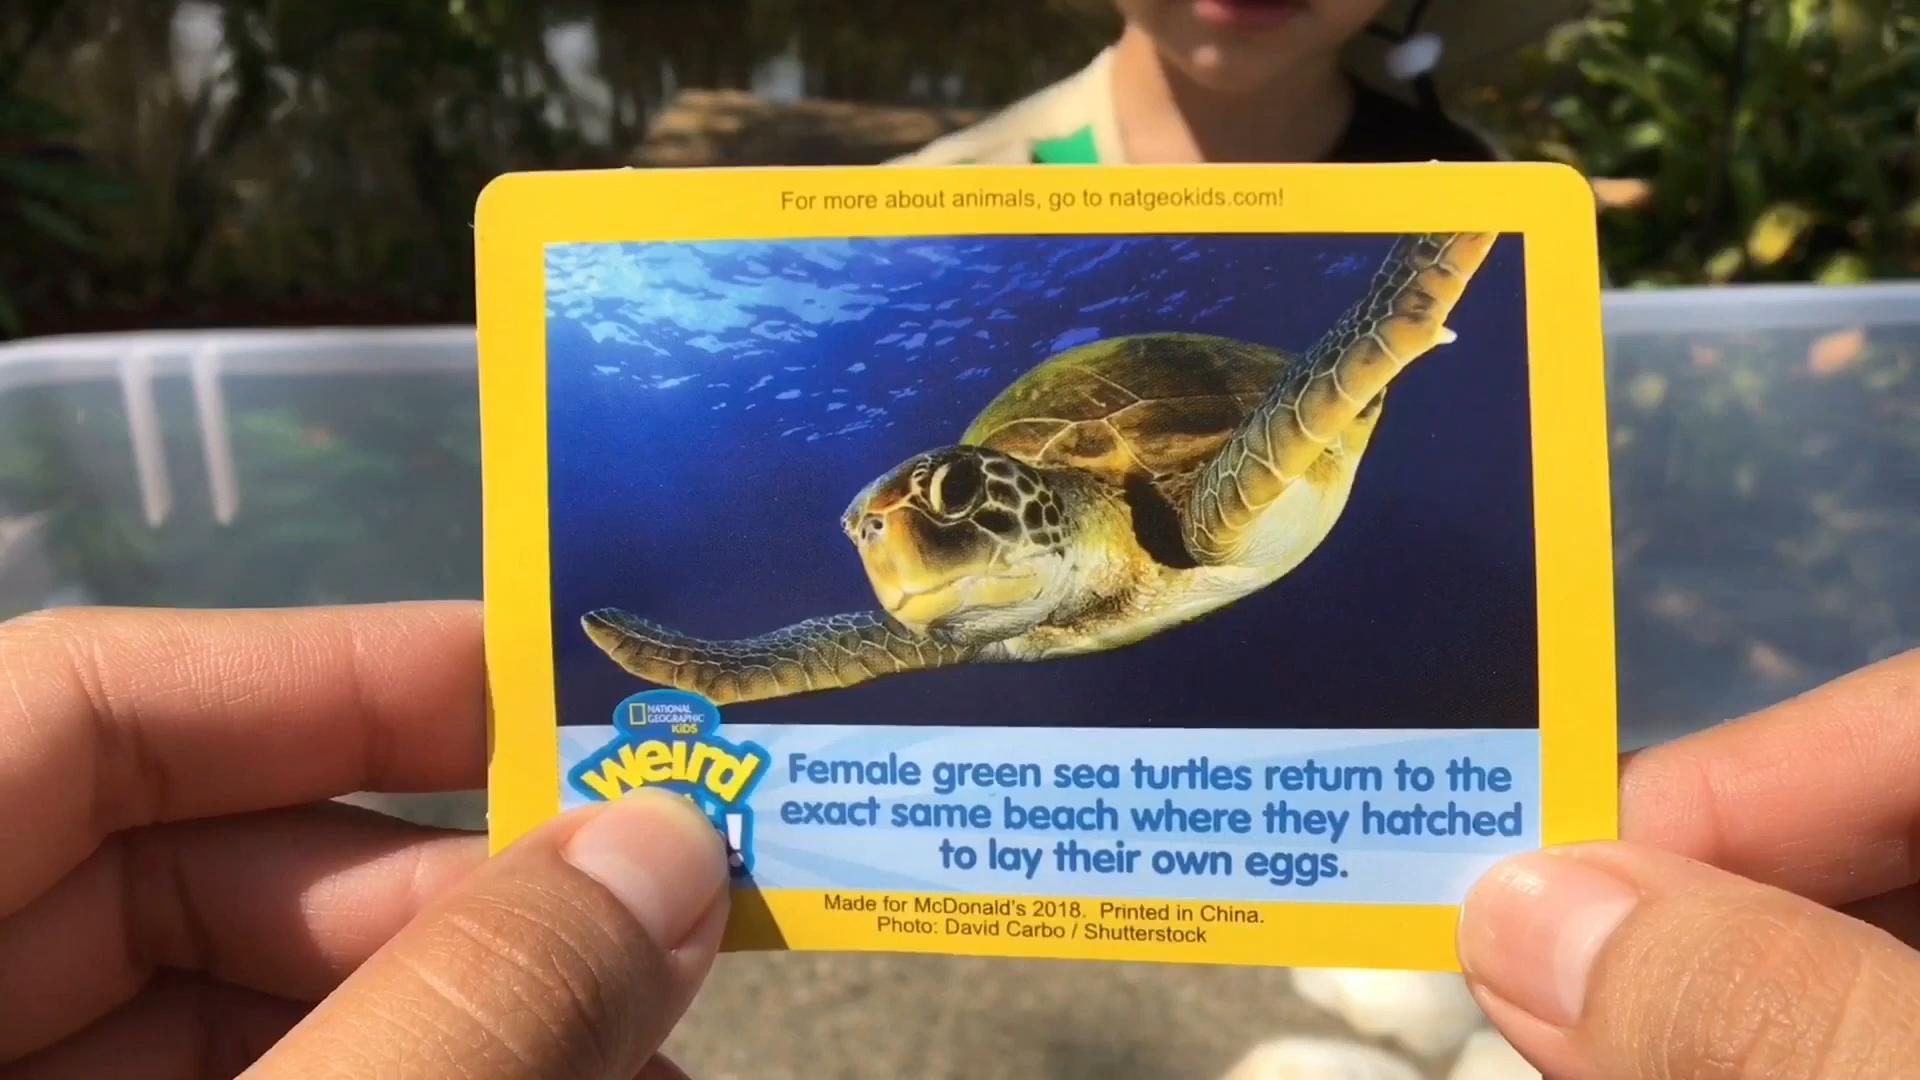 For more about animals, go to natgeokids.com!
NATIONAL
GEOGRAPHIC
KiDS
Weird
!
Female green sea turtles return to the
exact same beach where they hatched
to lay their own eggs.
Made for McDonald's 2018. Printed in China.
Photo: David Carbo / Shutterstock